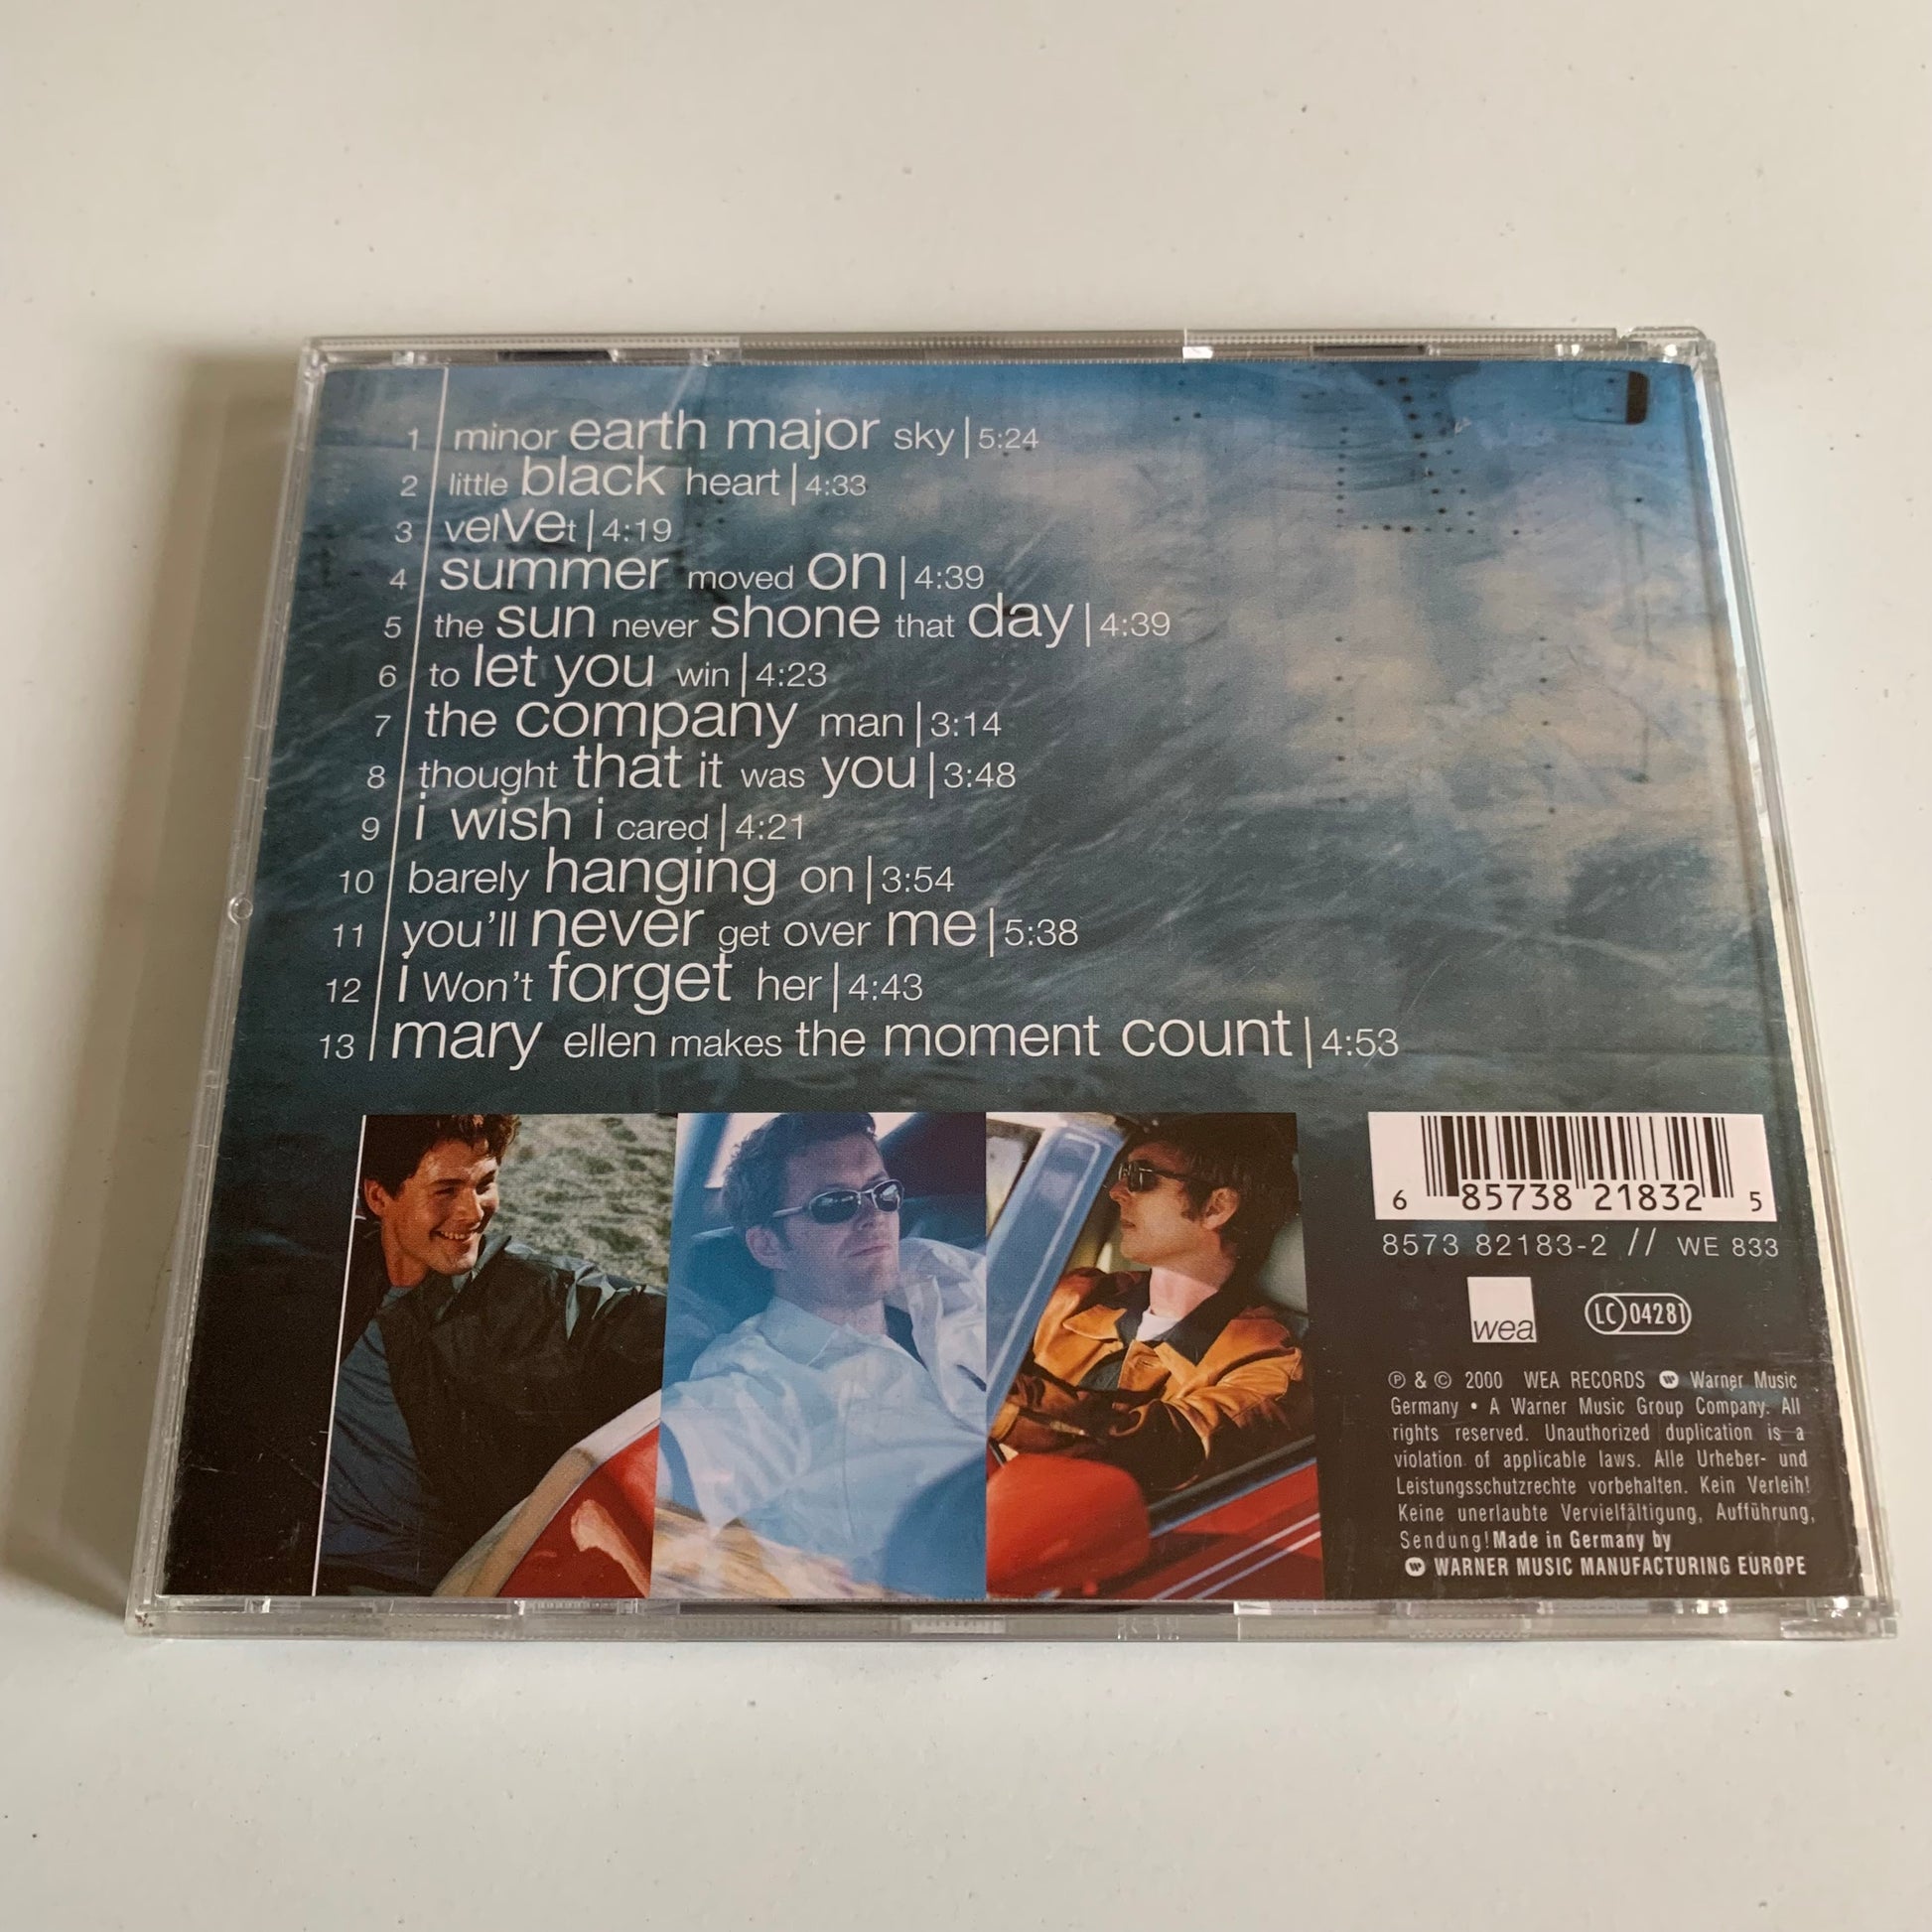 1 minor earth major sky | 5:24
2 little black heart | 4:33
3 velVet | 4:19
4 summer moved on | 4:39
5 the sun never shone that day | 4:39
6 to let you win | 4:23
7 the company man | 3:14
8 thought that it was you | 3:48
9 i wish i cared | 4:21
10 barely hanging on | 3:54
11 you'll never get over me | 5:38
12 i Won't forget her | 4:43
13 mary ellen makes the moment count | 4:53
6 85738 21832 5
8573 82183-2 // WE 833
wea LC 04281
℗ & © 2000 WEA RECORDS Warner Music
Germany • A Warner Music Group Company. All
rights reserved. Unauthorized duplication is a
violation of applicable laws. Alle Urheber- und
Leistungsschutzrechte vorbehalten. Kein Verleih!
Keine unerlaubte Vervielfältigung, Aufführung,
Sendung! Made in Germany by
WARNER MUSIC MANUFACTURING EUROPE